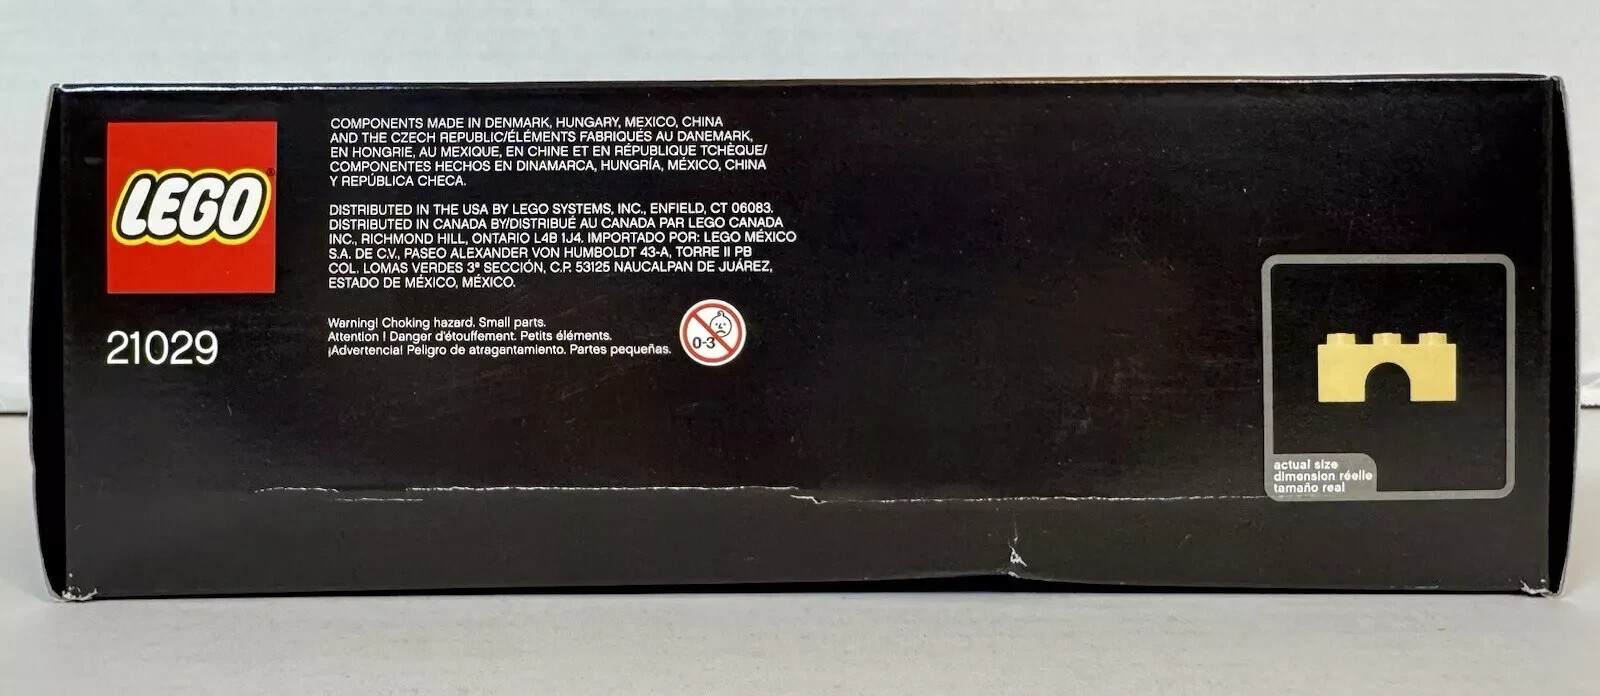 LEGO®
21029
COMPONENTS MADE IN DENMARK, HUNGARY, MEXICO, CHINA
AND THE CZECH REPUBLIC/ÉLÉMENTS FABRIQUÉS AU DANEMARK,
EN HONGRIE, AU MEXIQUE, EN CHINE ET EN RÉPUBLIQUE TCHÈQUE/
COMPONENTES HECHOS EN DINAMARCA, HUNGRÍA, MÉXICO, CHINA
Y REPÚBLICA CHECA.
DISTRIBUTED IN THE USA BY LEGO SYSTEMS, INC., ENFIELD, CT 06083.
DISTRIBUTED IN CANADA BY/DISTRIBUÉ AU CANADA PAR LEGO CANADA
INC., RICHMOND HILL, ONTARIO L4B 1J4. IMPORTADO POR: LEGO MÉXICO
S.A. DE C.V., PASEO ALEXANDER VON HUMBOLDT 43-A, TORRE II PB
COL. LOMAS VERDES 3ª SECCIÓN, C.P. 53125 NAUCALPAN DE JUÁREZ,
ESTADO DE MÉXICO, MÉXICO.
Warning! Choking hazard. Small parts.
Attention ! Danger d'étouffement. Petits éléments.
¡Advertencia! Peligro de atragantamiento. Partes pequeñas.
0-3
actual size
dimension réelle
tamaño real